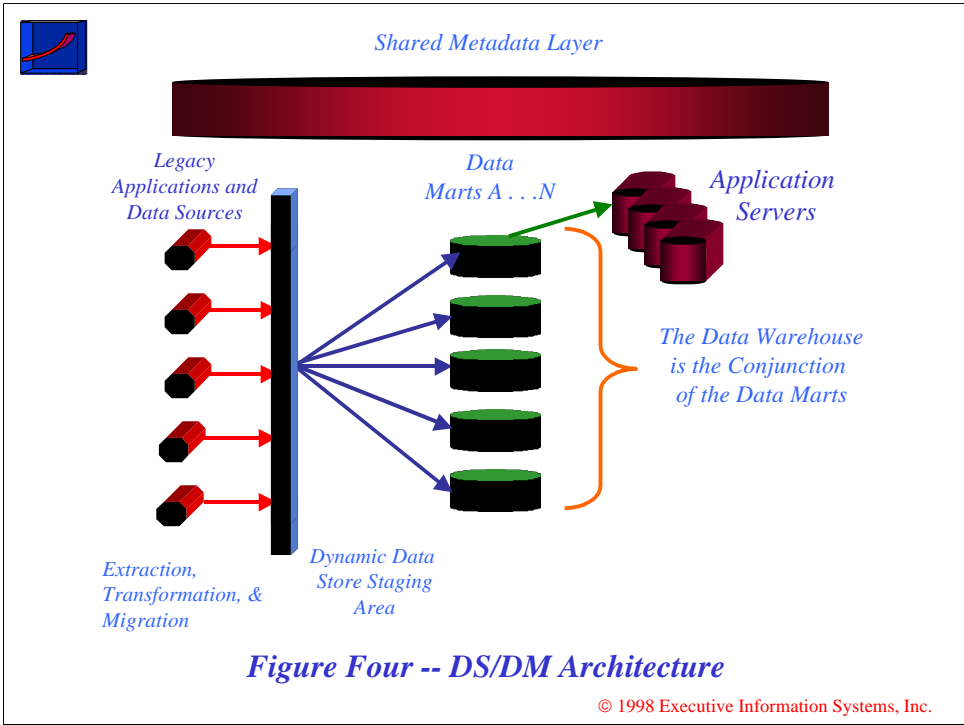 Shared Metadata Layer
Legacy
Applications and
Data Sources
Data
Marts A . . .N
Application
Servers
The Data Warehouse
is the Conjunction
of the Data Marts
Extraction,
Transformation, &
Migration
Dynamic Data
Store Staging
Area
Figure Four -- DS/DM Architecture
© 1998 Executive Information Systems, Inc.